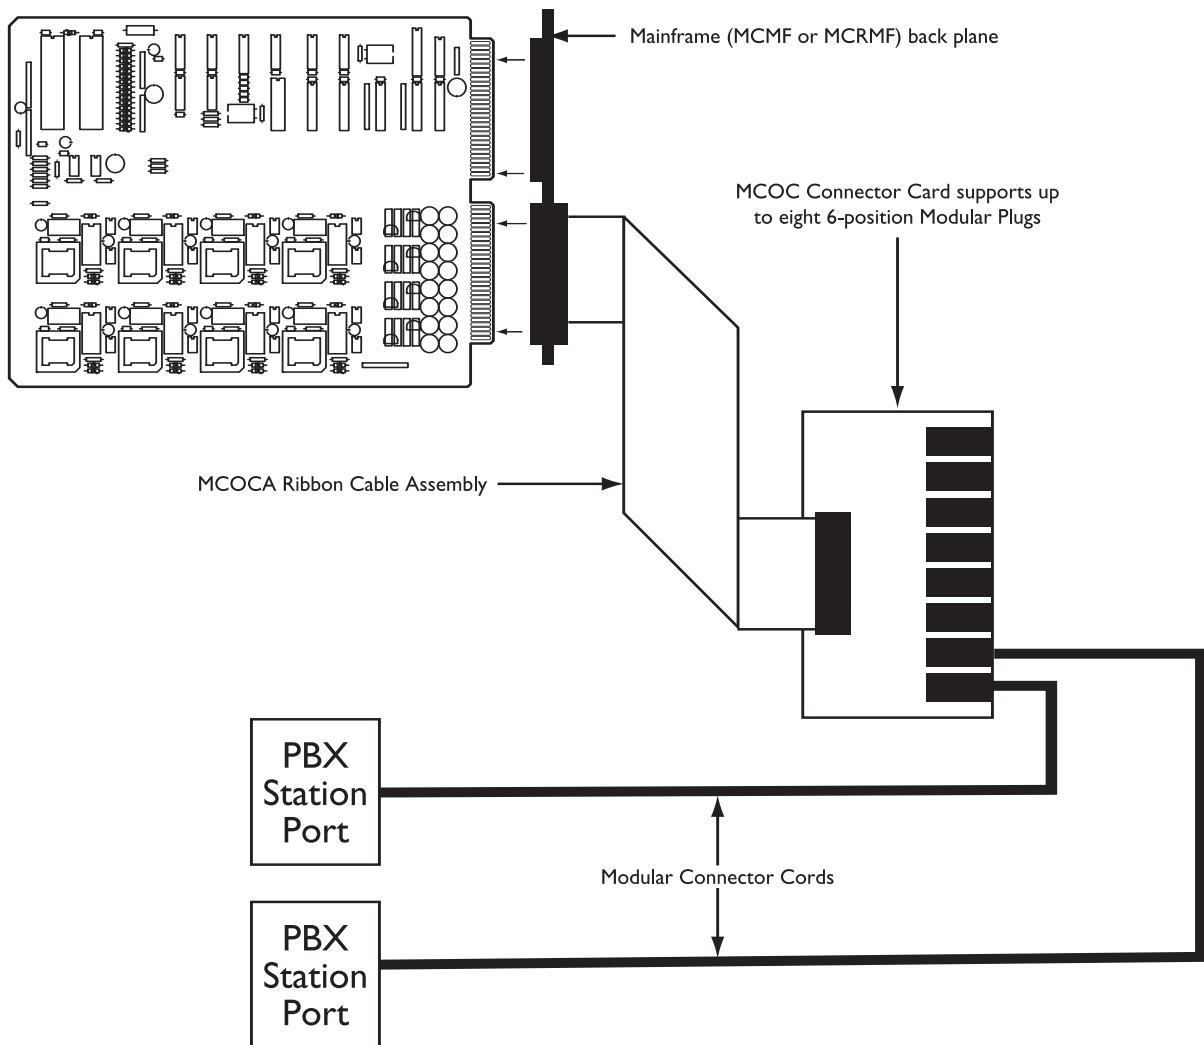 Mainframe (MCMF or MCRMF) back plane
MCOC Connector Card supports up
to eight 6-position Modular Plugs
MCOCA Ribbon Cable Assembly
PBX
Station
Port
Modular Connector Cords
PBX
Station
Port